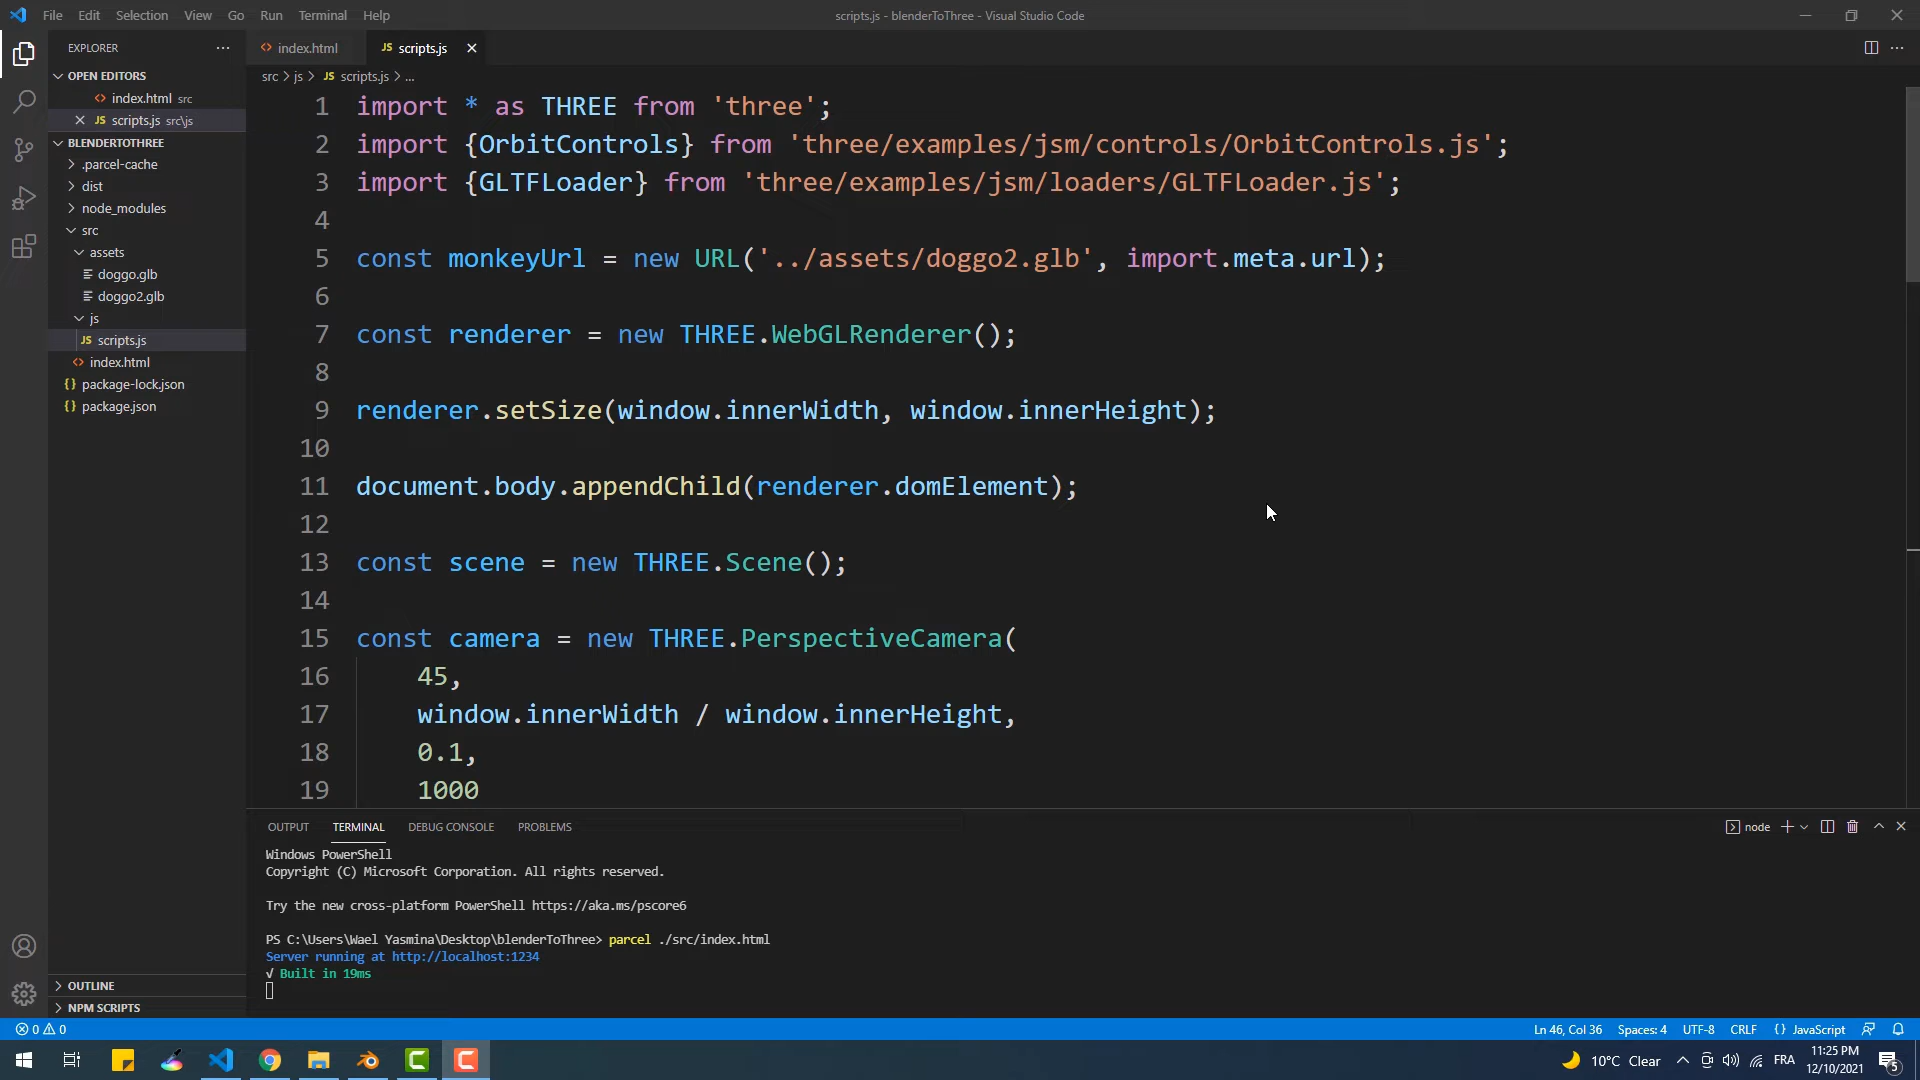 File Edit Selection View Go Run Terminal Help
scripts.js - blenderToThree - Visual Studio Code
EXPLORER
OPEN EDITORS
index.html src
scripts.js src\js
BLENDERTOTHREE
.parcel-cache
dist
node_modules
src
assets
doggo.glb
doggo2.glb
js
scripts.js
index.html
package-lock.json
package.json
OUTLINE
NPM SCRIPTS
index.html
JS scripts.js
src > js > JS scripts.js > ...
1 import * as THREE from 'three';
2 import {OrbitControls} from 'three/examples/jsm/controls/OrbitControls.js';
3 import {GLTFLoader} from 'three/examples/jsm/loaders/GLTFLoader.js';
4
5 const monkeyUrl = new URL('../assets/doggo2.glb', import.meta.url);
6
7 const renderer = new THREE.WebGLRenderer();
8
9 renderer.setSize(window.innerWidth, window.innerHeight);
10
11 document.body.appendChild(renderer.domElement);
12
13 const scene = new THREE.Scene();
14
15 const camera = new THREE.PerspectiveCamera(
16 45,
17 window.innerWidth / window.innerHeight,
18 0.1,
19 1000
OUTPUT TERMINAL DEBUG CONSOLE PROBLEMS
node
Windows PowerShell
Copyright (C) Microsoft Corporation. All rights reserved.
Try the new cross-platform PowerShell https://aka.ms/pscore6
PS C:\Users\Wael Yasmina\Desktop\blenderToThree> parcel ./src/index.html
Server running at http://localhost:1234
√ Built in 19ms
0 0
Ln 46, Col 36 Spaces: 4 UTF-8 CRLF {} JavaScript
10°C Clear
FRA
11:25 PM
12/10/2021
5